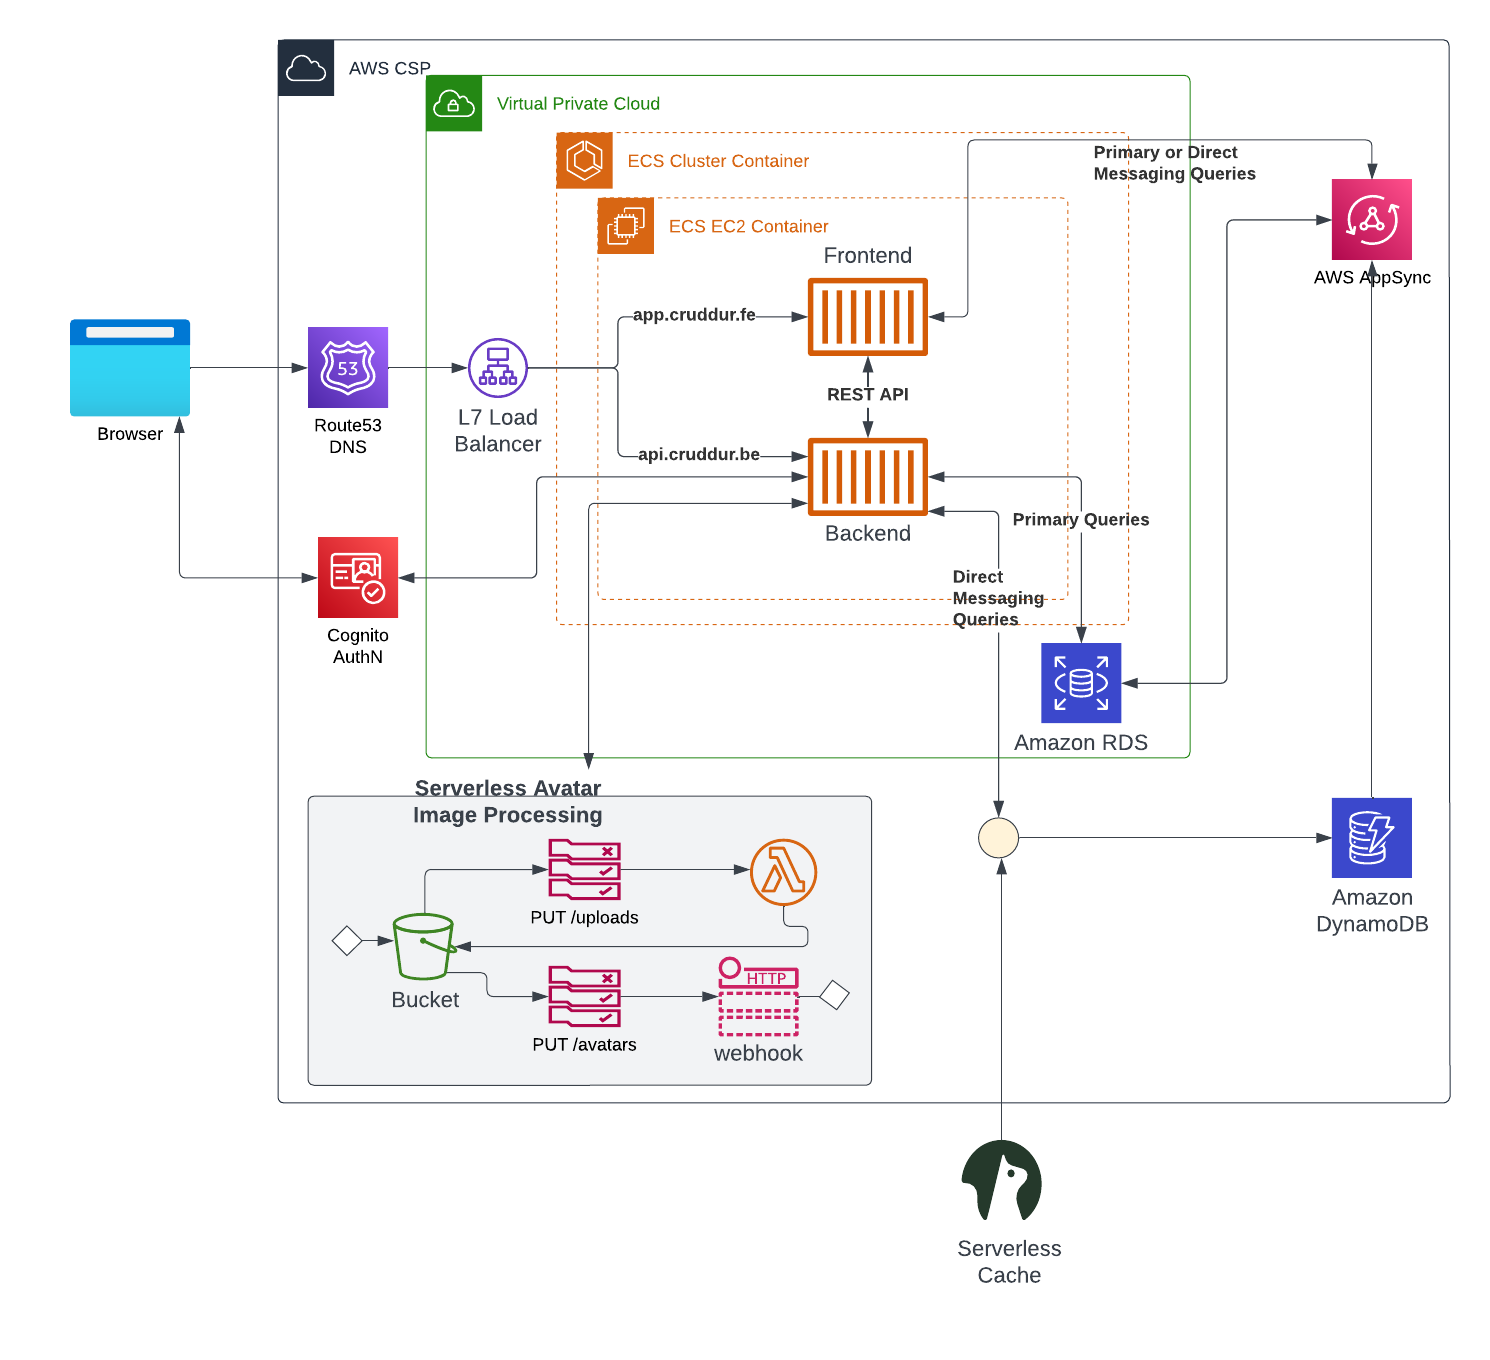 AWS CSP
Virtual Private Cloud
ECS Cluster Container
Primary or Direct
Messaging Queries
ECS EC2 Container
Frontend
AWS AppSync
app.cruddur.fe
53
REST API
Browser
Route53
DNS
L7 Load
Balancer
api.cruddur.be
Backend
Primary Queries
Direct
Messaging
Queries
Cognito
AuthN
Amazon RDS
Serverless Avatar
Image Processing
PUT /uploads
Amazon
DynamoDB
Bucket
HTTP
PUT /avatars
webhook
Serverless
Cache